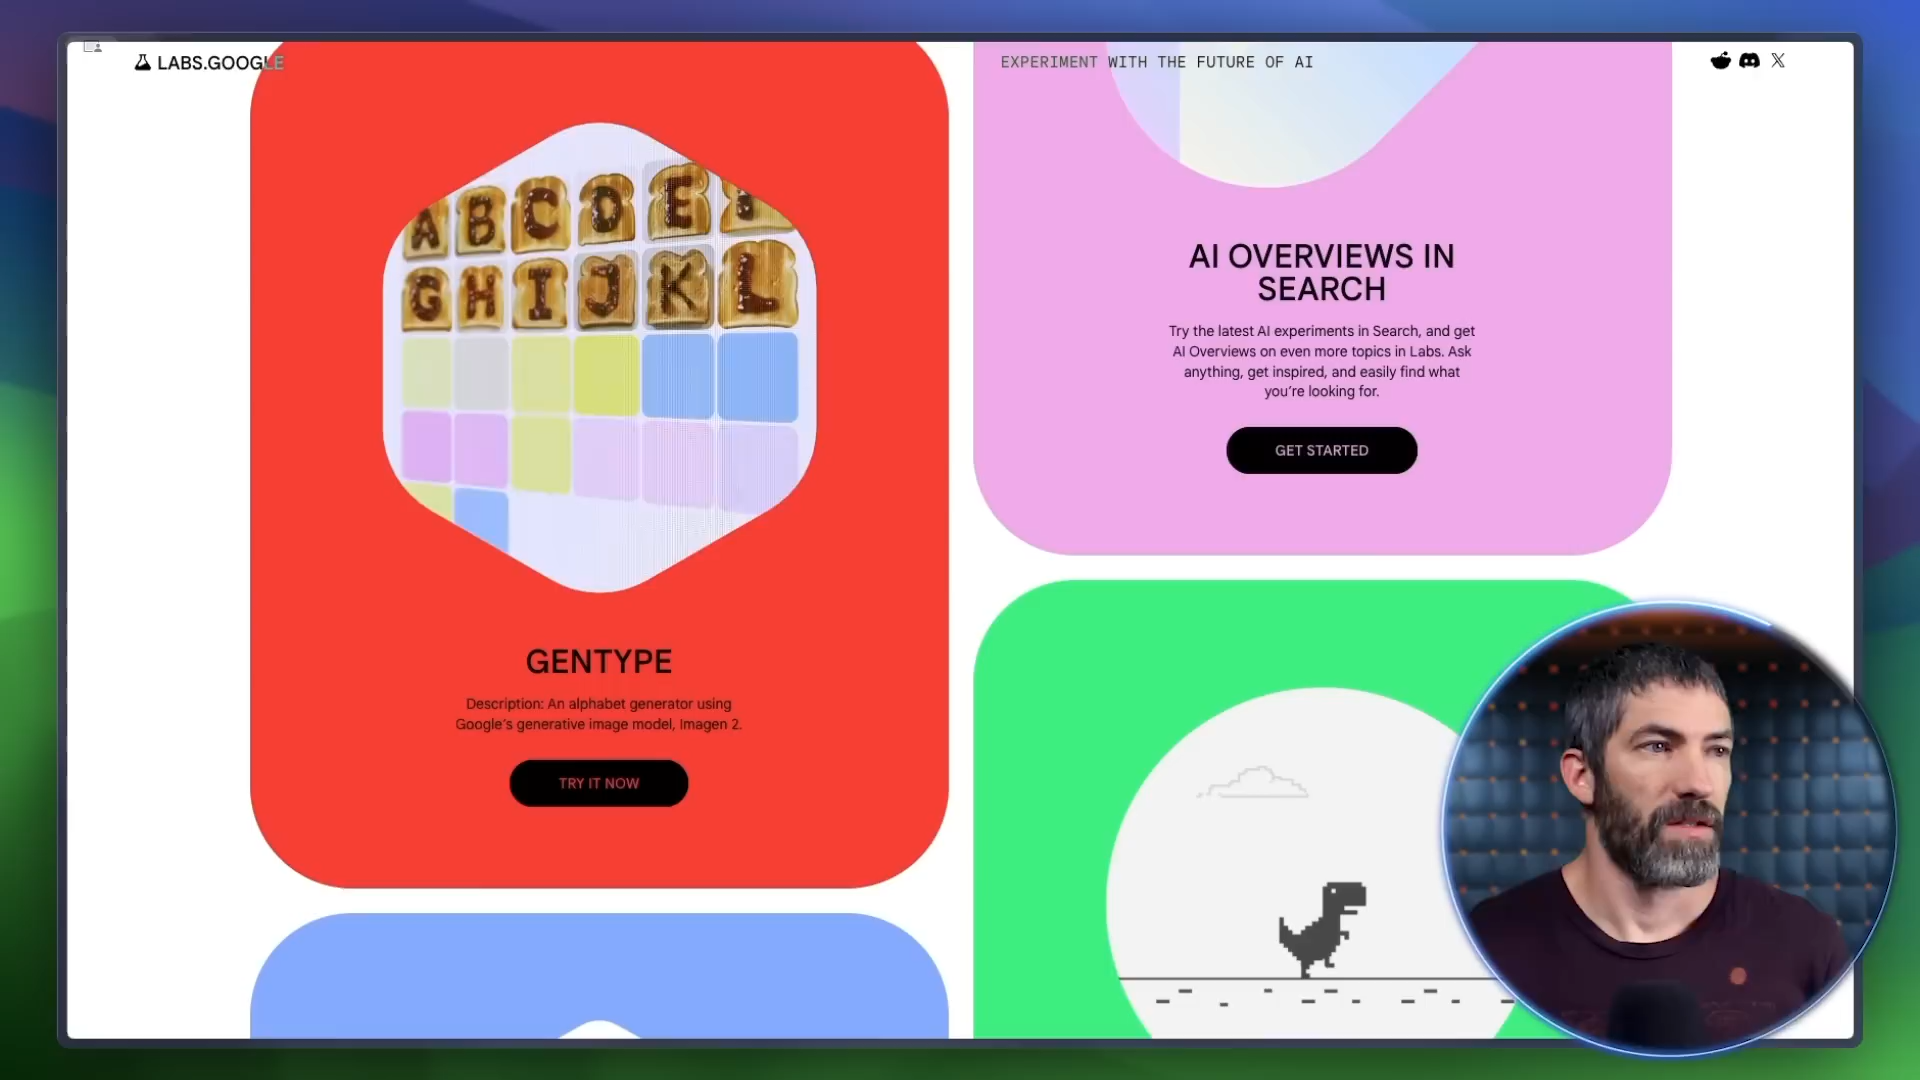 LABS.GOOGLE
EXPERIMENT WITH THE FUTURE OF AI
A B C D E F
G H I J K L
GENTYPE
Description: An alphabet generator using
Google's generative image model, Imagen 2.
TRY IT NOW
AI OVERVIEWS IN
SEARCH
Try the latest AI experiments in Search, and get
AI Overviews on even more topics in Labs. Ask
anything, get inspired, and easily find what
you're looking for.
GET STARTED